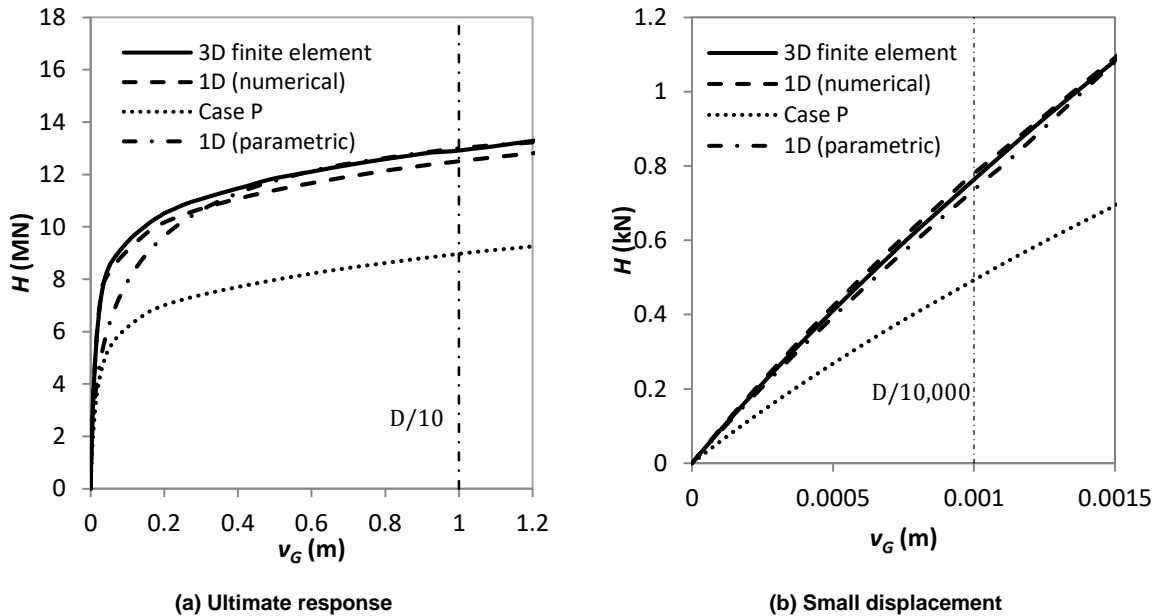 18
16
14
12
10
8
6
4
2
0
H (MN)
3D finite element
1D (numerical)
Case P
1D (parametric)
D/10
0 0.2 0.4 0.6 0.8 1 1.2
v_G (m)
(a) Ultimate response
1.2
1
0.8
0.6
0.4
0.2
0
H (kN)
3D finite element
1D (numerical)
Case P
1D (parametric)
D/10,000
0 0.0005 0.001 0.0015
v_G (m)
(b) Small displacement